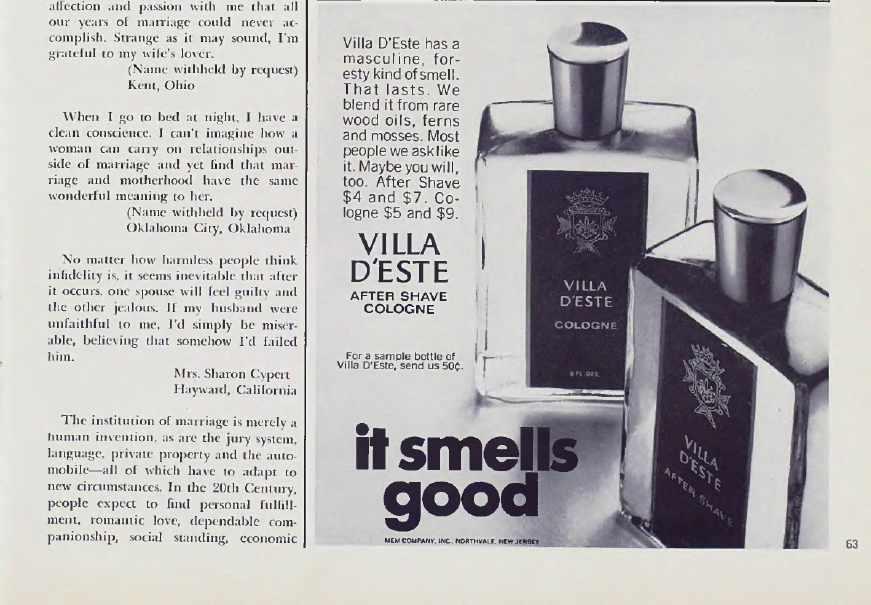 affection and passion with me that all
our years of marriage could never ac-
complish. Strange as it may sound, I'm
grateful to my wife's lover.
(Name withheld by request)
Kent, Ohio
When I go to bed at night, I have a
clean conscience. I can't imagine how a
woman can carry on relationships out-
side of marriage and yet find that mar-
riage and motherhood have the same
wonderful meaning to her.
(Name withheld by request)
Oklahoma City, Oklahoma
No matter how harmless people think
infidelity is, it seems inevitable that after
it occurs, one spouse will feel guilty and
the other jealous. If my husband were
unfaithful to me, I'd simply be miser-
able, believing that somehow I'd failed
him.
Mrs. Sharon Cypert
Hayward, California
The institution of marriage is merely a
human invention, as are the jury system,
language, private property and the auto-
mobile—all of which have to adapt to
new circumstances. In the 20th Century,
people expect to find personal fulfill-
ment, romantic love, dependable com-
panionship, social standing, economic
Villa D'Este has a
masculine, for-
esty kind of smell.
That lasts. We
blend it from rare
wood oils, ferns
and mosses. Most
people we ask like
it. Maybe you will,
too. After Shave
$4 and $7. Co-
logne $5 and $9.
VILLA
D'ESTE
AFTER SHAVE
COLOGNE
For a sample bottle of
Villa D'Este, send us 50¢.
it smells
good
MEM COMPANY, INC., NORTHVALE, NEW JERSEY
VILLA
D'ESTE
COLOGNE
VILLA
D'ESTE
AFTER SHAVE
63